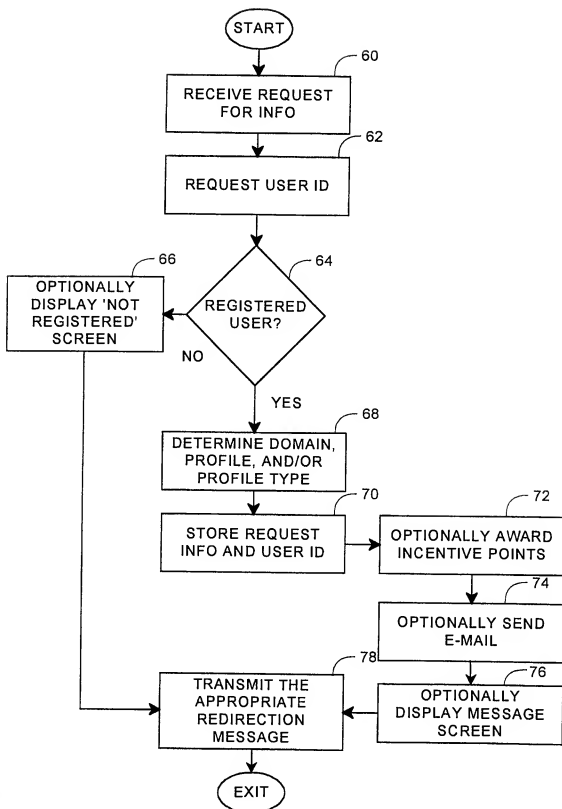 START
60
RECEIVE REQUEST
FOR INFO
62
REQUEST USER ID
64
REGISTERED
USER?
66
OPTIONALLY
DISPLAY 'NOT
REGISTERED'
SCREEN
NO
YES
68
DETERMINE DOMAIN,
PROFILE, AND/OR
PROFILE TYPE
70
STORE REQUEST
INFO AND USER ID
72
OPTIONALLY AWARD
INCENTIVE POINTS
74
OPTIONALLY SEND
E-MAIL
76
OPTIONALLY
DISPLAY MESSAGE
SCREEN
78
TRANSMIT THE
APPROPRIATE
REDIRECTION
MESSAGE
EXIT